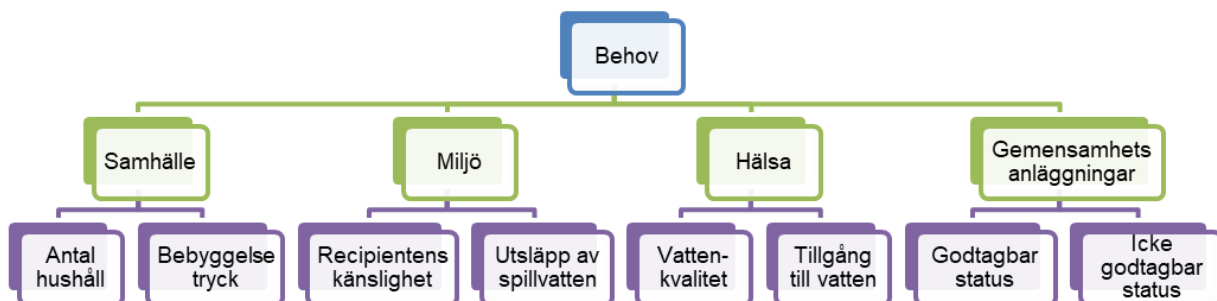 Behov
Samhälle
Miljö
Hälsa
Gemensamhets
anläggningar
Antal
hushåll
Bebyggelse
tryck
Recipientens
känslighet
Utsläpp av
spillvatten
Vatten-
kvalitet
Tillgång
till vatten
Godtagbar
status
Icke
godtagbar
status